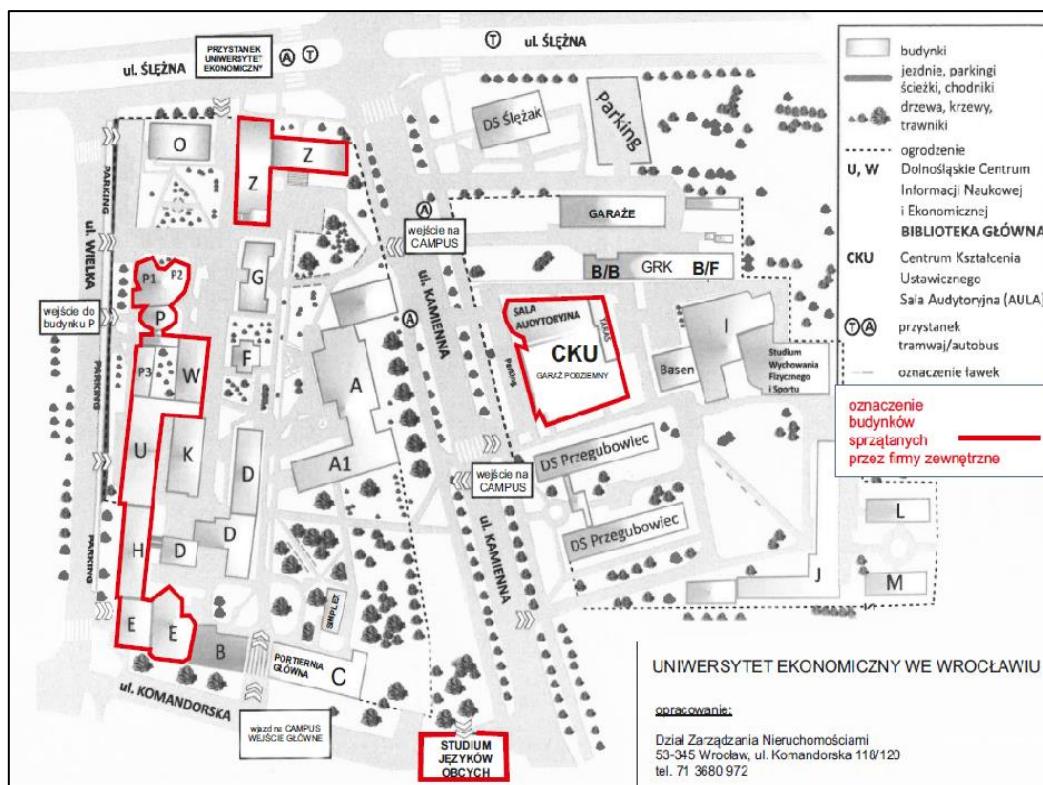 PRZYSTANEK
UNIWERSYTET
EKONOMICZNY
A
T
ul. ŚLĘŻNA
T
ul. ŚLĘŻNA
DS Ślężak
Parking
O
Z
Z
PARKING
ul. WIELKA
A
wejście na
CAMPUS
GARAŻE
B/B
GRK
B/F
P1
P2
G
wejście do
budynku P
P
A
ul. KAMIENNA
SALA
AUDYTORYJNA
TARAS
CKU
GARAŻ PODZIEMNY
Parking
I
Basen
Studium
Wychowania
Fizycznego
i Sportu
F
P3
W
A
PARKING
U
K
D
A1
wejście na
CAMPUS
DS Przegubowiec
DS Przegubowiec
ul. KAMIENNA
H
D
D
PARKING
L
J
M
SIMPLEX
E
E
B
PORTIERNIA
GŁÓWNA
C
ul. KOMANDORSKA
wjazd na CAMPUS
WEJŚCIE GŁÓWNE
STUDIUM
JĘZYKÓW
OBCYCH
budynki
jezdnie, parkingi
ścieżki, chodniki
drzewa, krzewy,
trawniki
ogrodzenie
U, W Dolnośląskie Centrum
Informacji Naukowej
i Ekonomicznej
BIBLIOTEKA GŁÓWNA
CKU Centrum Kształcenia
Ustawicznego
Sala Audytoryjna (AULA)
T A przystanek
tramwaj/autobus
oznaczenie ławek
oznaczenie
budynków
sprzątanych
przez firmy zewnętrzne
UNIWERSYTET EKONOMICZNY WE WROCŁAWIU
opracowanie:
Dział Zarządzania Nieruchomościami
53-345 Wrocław, ul. Komandorska 118/120
tel. 71 3680 972